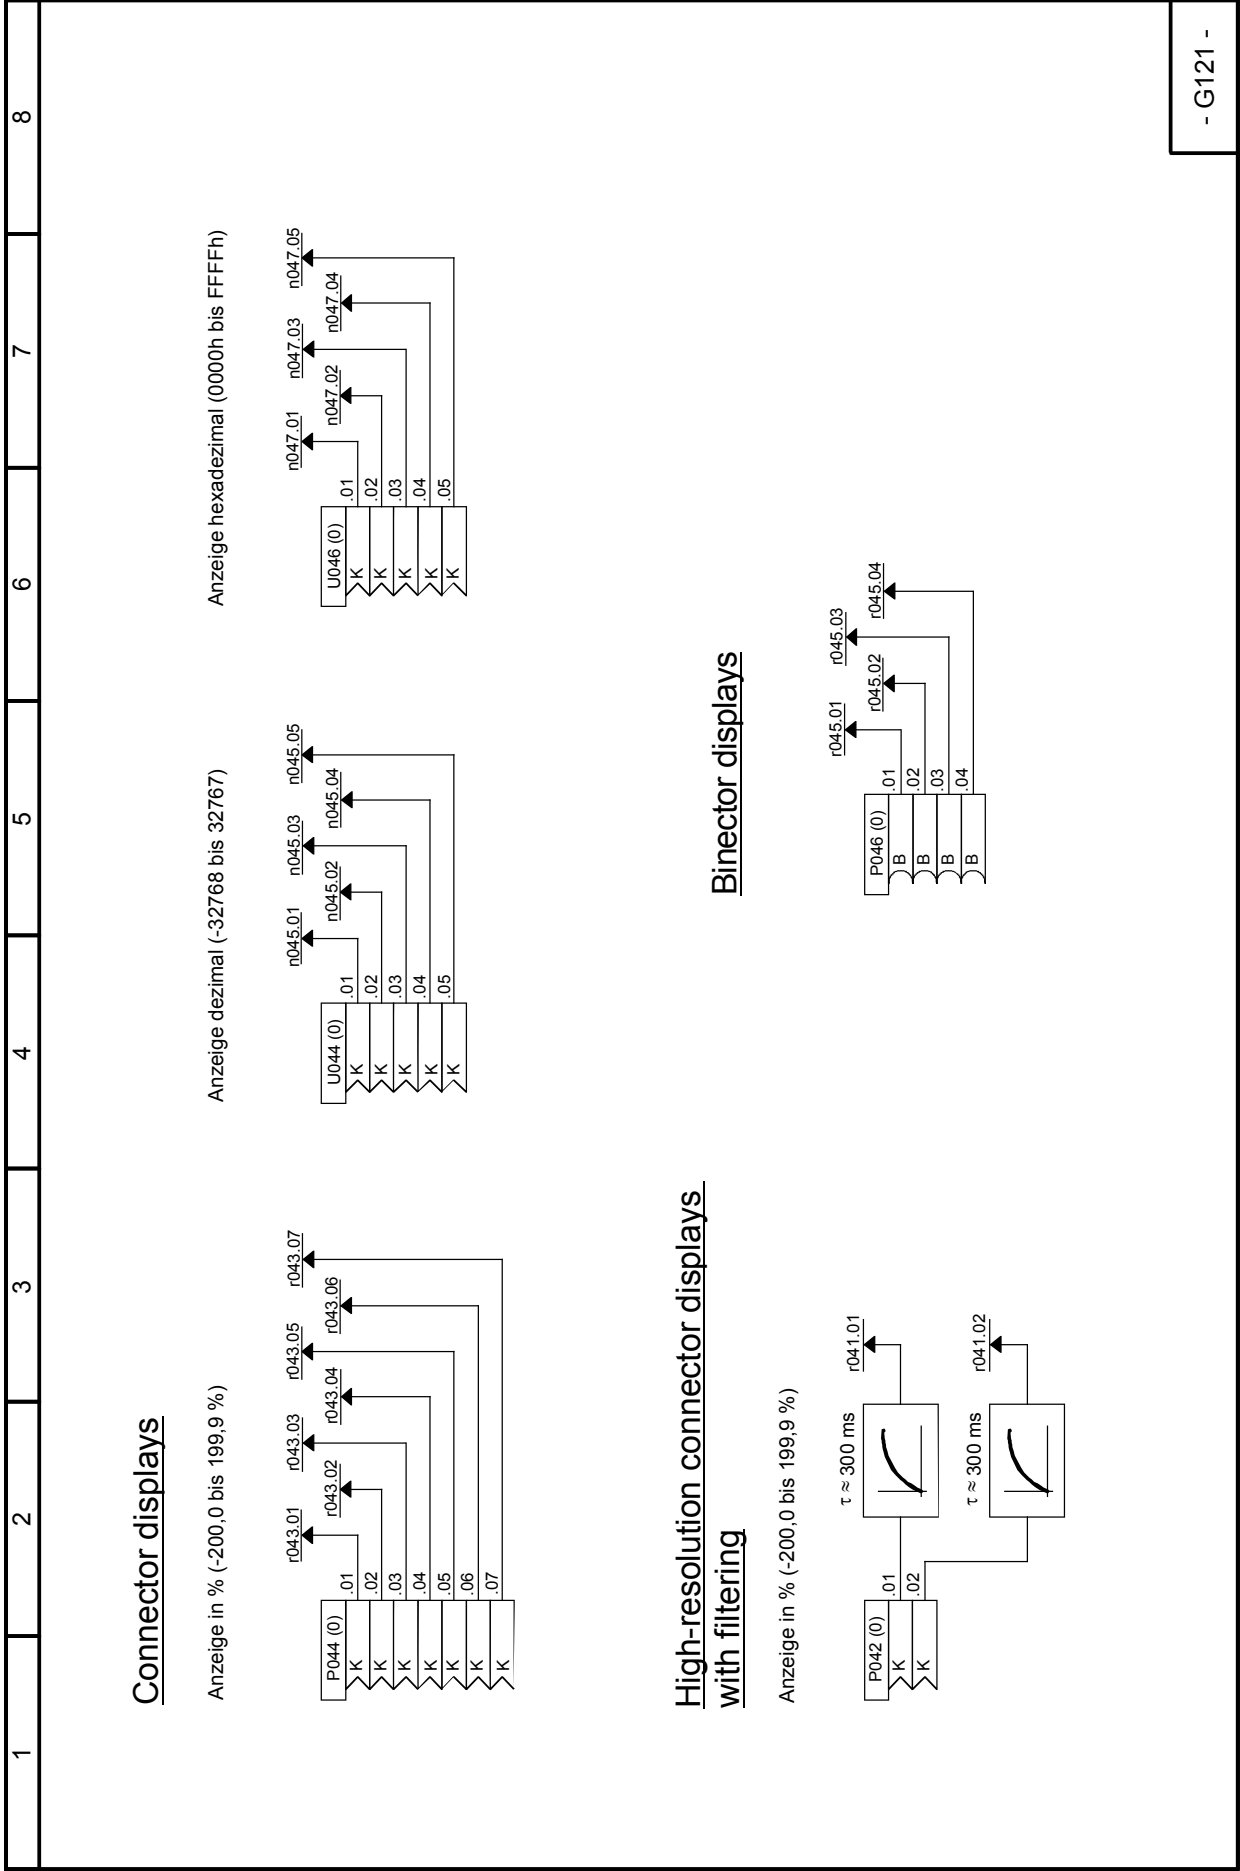 1 2 3 4 5 6 7 8
Connector displays
Anzeige in % (-200,0 bis 199,9 %)
P044 (0)
K .01 r043.01
K .02 r043.02
K .03 r043.03
K .04 r043.04
K .05 r043.05
K .06 r043.06
K .07 r043.07
Anzeige dezimal (-32768 bis 32767)
U044 (0)
K .01 n045.01
K .02 n045.02
K .03 n045.03
K .04 n045.04
K .05 n045.05
Anzeige hexadezimal (0000h bis FFFFh)
U046 (0)
K .01 n047.01
K .02 n047.02
K .03 n047.03
K .04 n047.04
K .05 n047.05
High-resolution connector displays
with filtering
Anzeige in % (-200,0 bis 199,9 %)
P042 (0)
K .01 τ ≈ 300 ms r041.01
K .02 τ ≈ 300 ms r041.02
Binector displays
P046 (0)
B .01 r045.01
B .02 r045.02
B .03 r045.03
B .04 r045.04
- G121 -